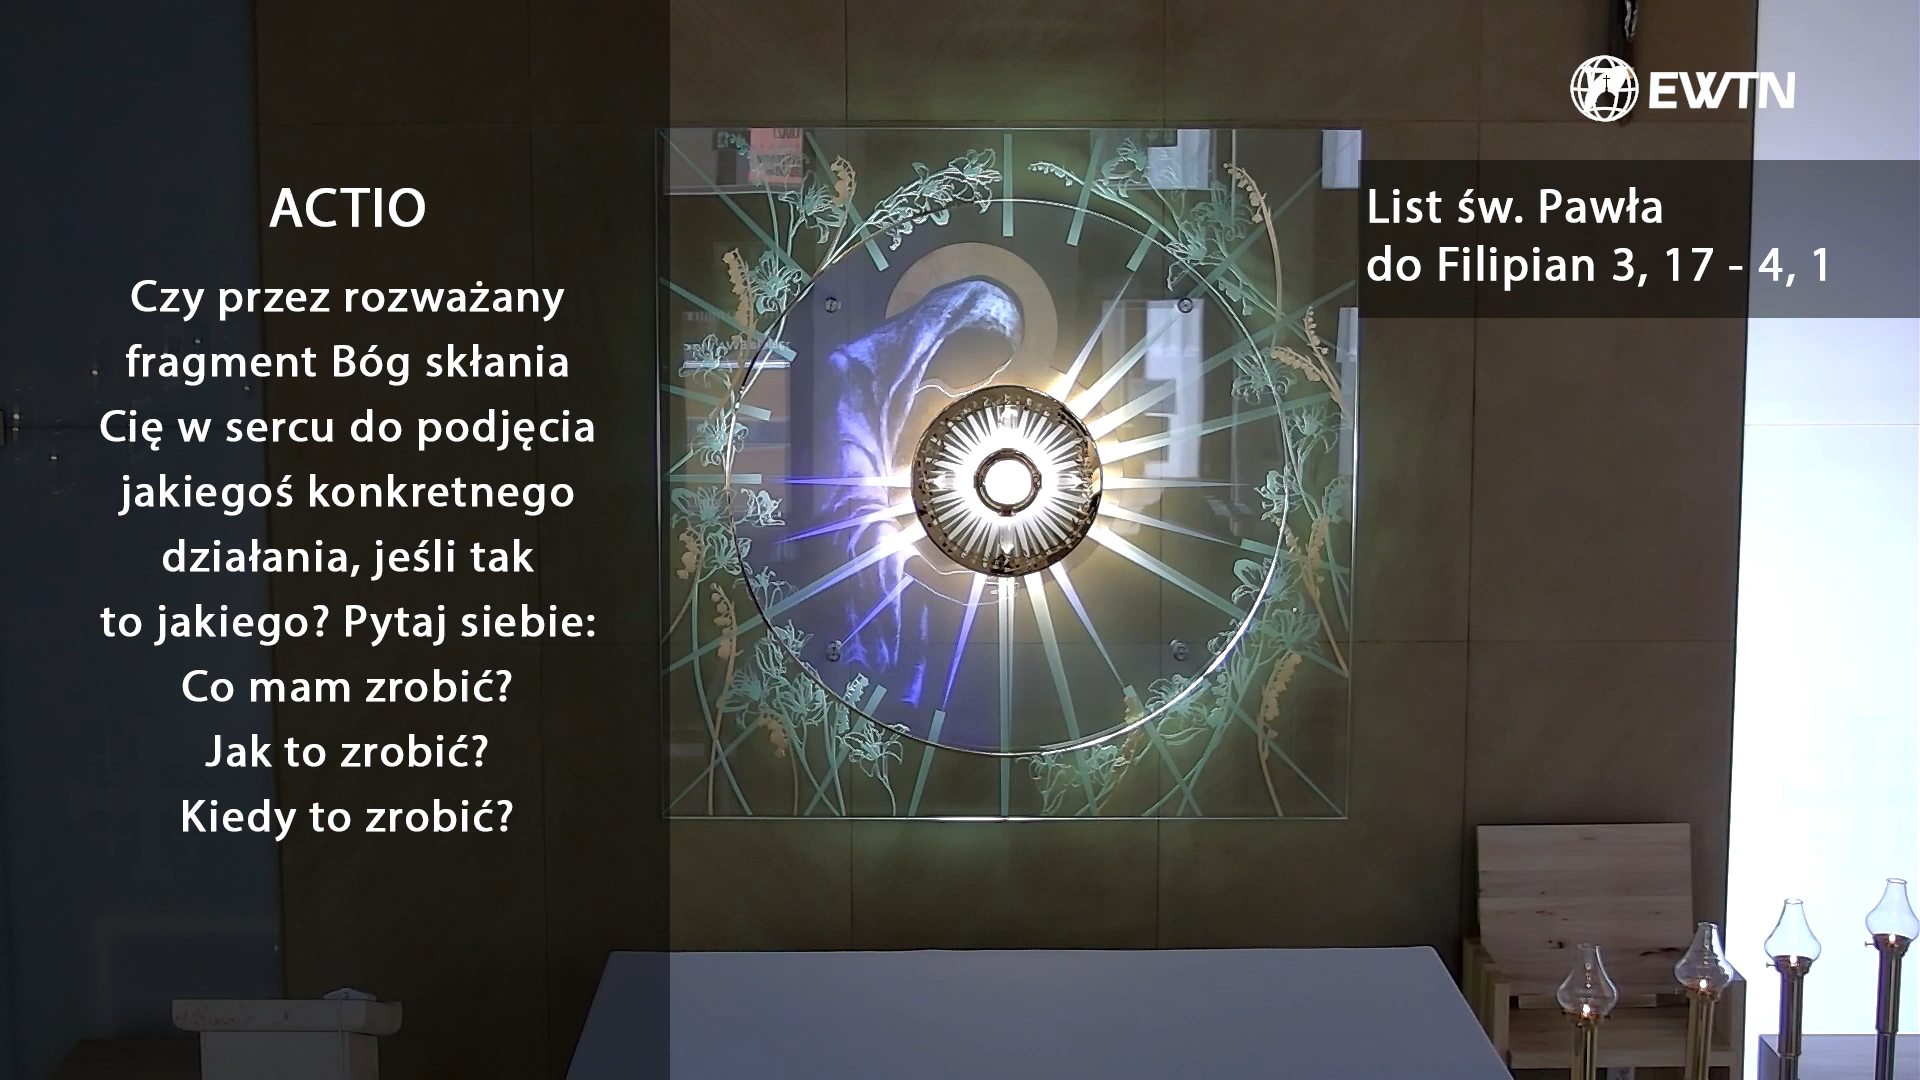 ACTIO
Czy przez rozważany
fragment Bóg skłania
Cię w sercu do podjęcia
jakiegoś konkretnego
działania, jeśli tak
to jakiego? Pytaj siebie:
Co mam zrobić?
Jak to zrobić?
Kiedy to zrobić?
EWTN
List św. Pawła
do Filipian 3, 17 - 4, 1